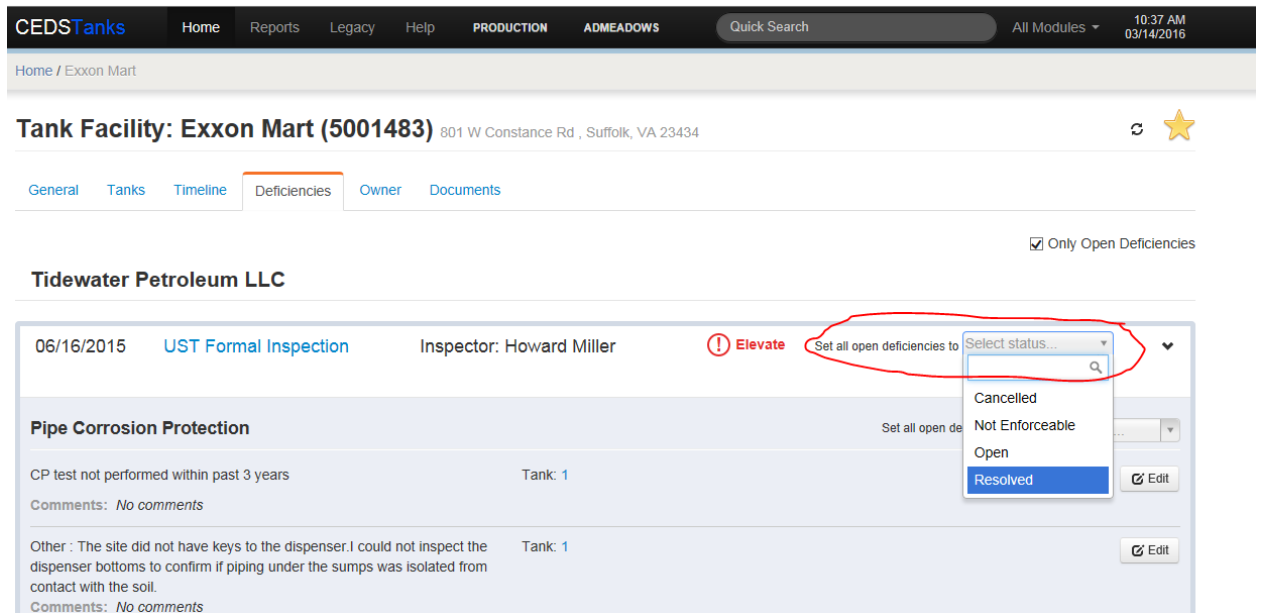 CEDSTanks Home Reports Legacy Help PRODUCTION ADMEADOWS Quick Search All Modules 10:37 AM
03/14/2016
Home / Exxon Mart
Tank Facility: Exxon Mart (5001483) 801 W Constance Rd , Suffolk, VA 23434
General Tanks Timeline Deficiencies Owner Documents
Only Open Deficiencies
Tidewater Petroleum LLC
06/16/2015 UST Formal Inspection Inspector: Howard Miller Elevate Set all open deficiencies to Select status...
Cancelled
Pipe Corrosion Protection Set all open de Not Enforceable ...
Open
CP test not performed within past 3 years Tank: 1 Resolved Edit
Comments: No comments
Other : The site did not have keys to the dispenser.I could not inspect the Tank: 1 Edit
dispenser bottoms to confirm if piping under the sumps was isolated from
contact with the soil.
Comments: No comments